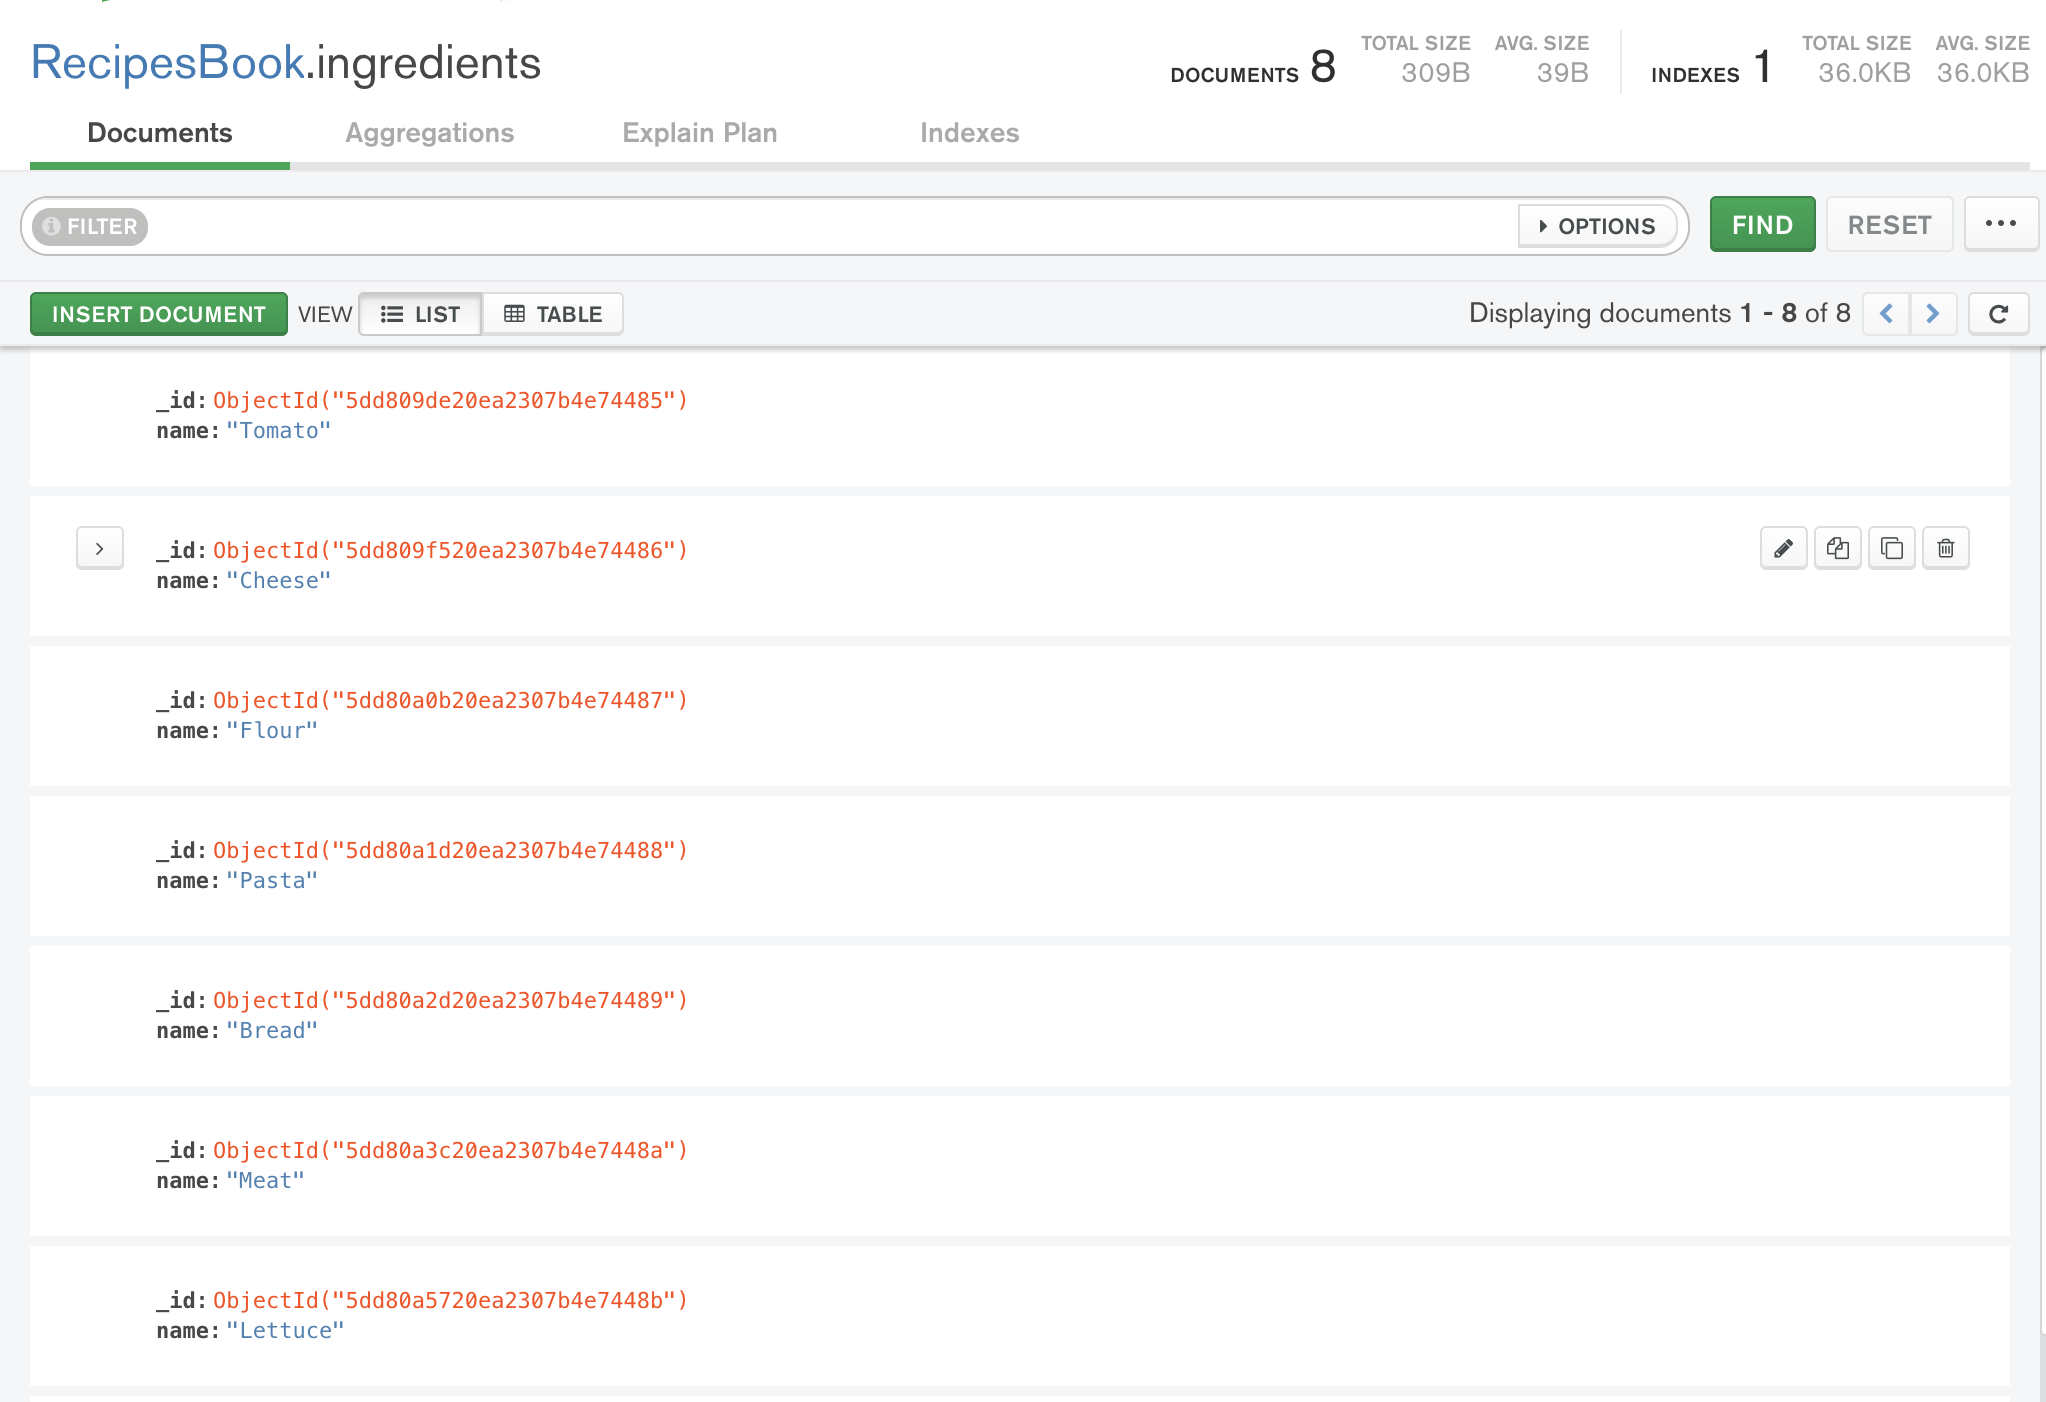 RecipesBook.ingredients
DOCUMENTS 8 TOTAL SIZE 309B AVG. SIZE 39B INDEXES 1 TOTAL SIZE 36.0KB AVG. SIZE 36.0KB
Documents Aggregations Explain Plan Indexes
FILTER OPTIONS FIND RESET
INSERT DOCUMENT VIEW LIST TABLE Displaying documents 1 - 8 of 8
_id: ObjectId("5dd809de20ea2307b4e74485")
name: "Tomato"
_id: ObjectId("5dd809f520ea2307b4e74486")
name: "Cheese"
_id: ObjectId("5dd80a0b20ea2307b4e74487")
name: "Flour"
_id: ObjectId("5dd80a1d20ea2307b4e74488")
name: "Pasta"
_id: ObjectId("5dd80a2d20ea2307b4e74489")
name: "Bread"
_id: ObjectId("5dd80a3c20ea2307b4e7448a")
name: "Meat"
_id: ObjectId("5dd80a5720ea2307b4e7448b")
name: "Lettuce"